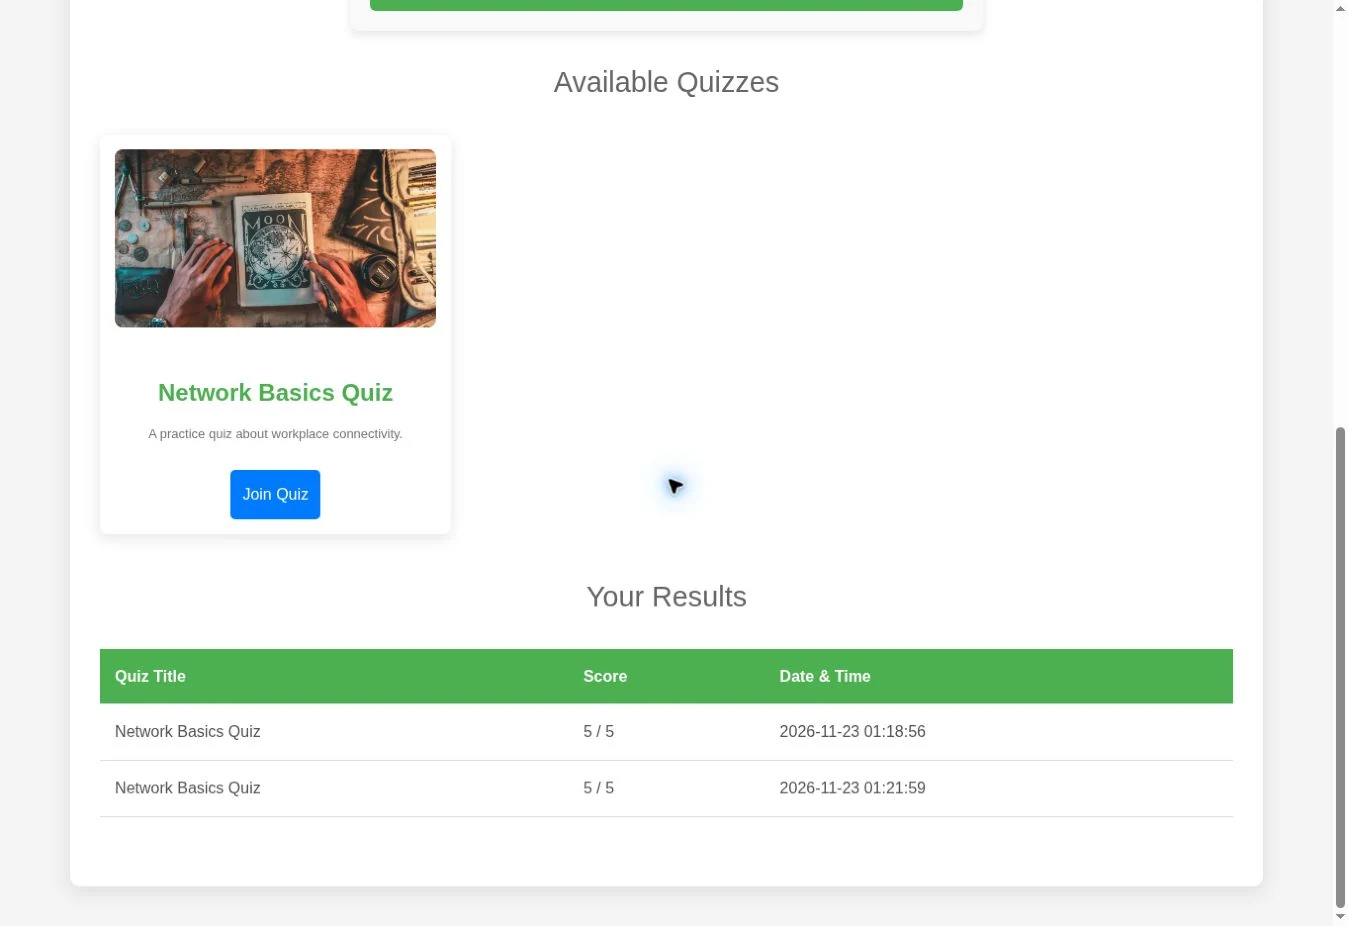 Available Quizzes
MOON
Network Basics Quiz
A practice quiz about workplace connectivity.
Join Quiz
Your Results
Quiz Title Score Date & Time
Network Basics Quiz 5 / 5 2026-11-23 01:18:56
Network Basics Quiz 5 / 5 2026-11-23 01:21:59